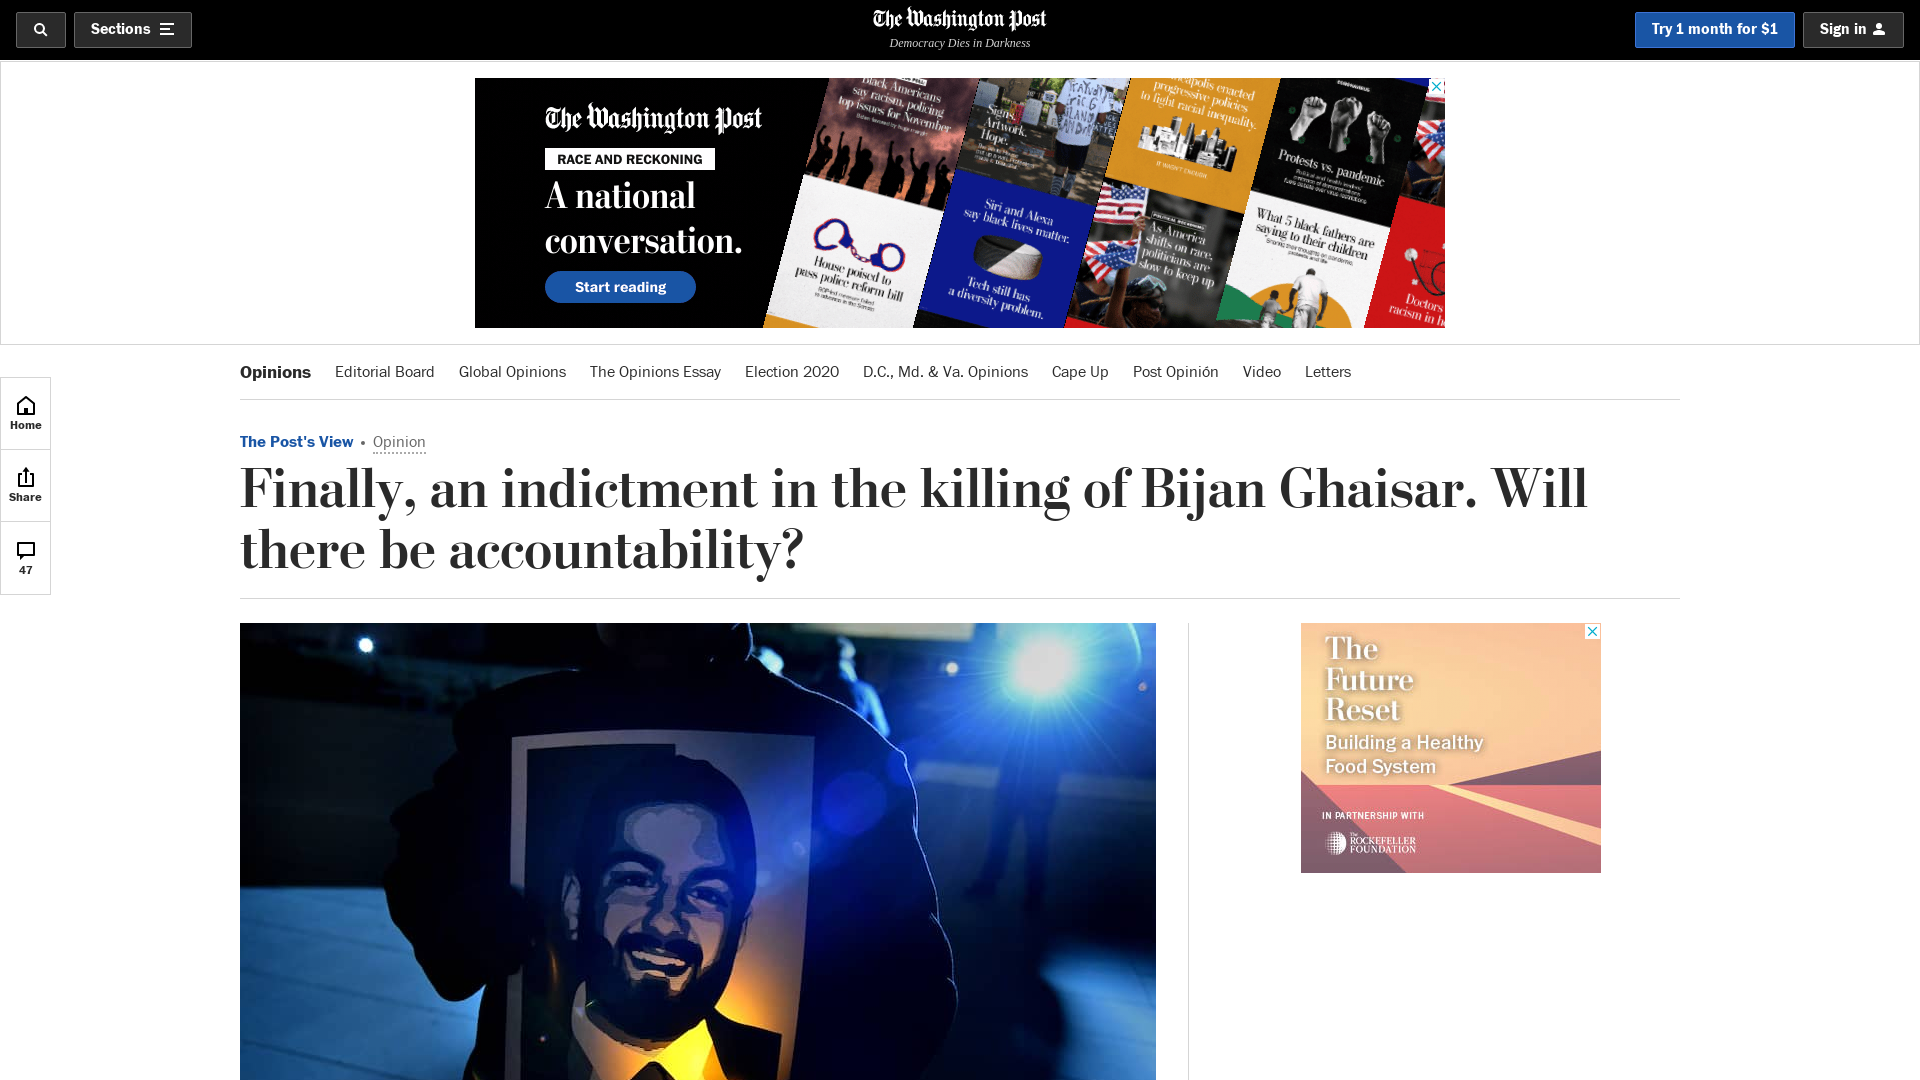 Sections
The Washington Post
Democracy Dies in Darkness
Try 1 month for $1
Sign in
The Washington Post
RACE AND RECKONING
A national
conversation.
Start reading
Black Americans
say racism, policing
top issues for November
Signs.
Artwork.
Hope.
progressive policies
to fight racial inequality.
IT WASN'T ENOUGH.
CORONAVIRUS
Protests vs. pandemic
House poised to
pass police reform bill
Siri and Alexa
say black lives matter.
Tech still has
a diversity problem.
As America
shifts on race,
politicians are
slow to keep up
What 5 black fathers are
saying to their children
Doctors
racism in
Opinions
Editorial Board
Global Opinions
The Opinions Essay
Election 2020
D.C., Md. & Va. Opinions
Cape Up
Post Opinión
Video
Letters
Home
Share
47
The Post's View • Opinion
Finally, an indictment in the killing of Bijan Ghaisar. Will
there be accountability?
The
Future
Reset
Building a Healthy
Food System
IN PARTNERSHIP WITH
The
ROCKEFELLER
FOUNDATION